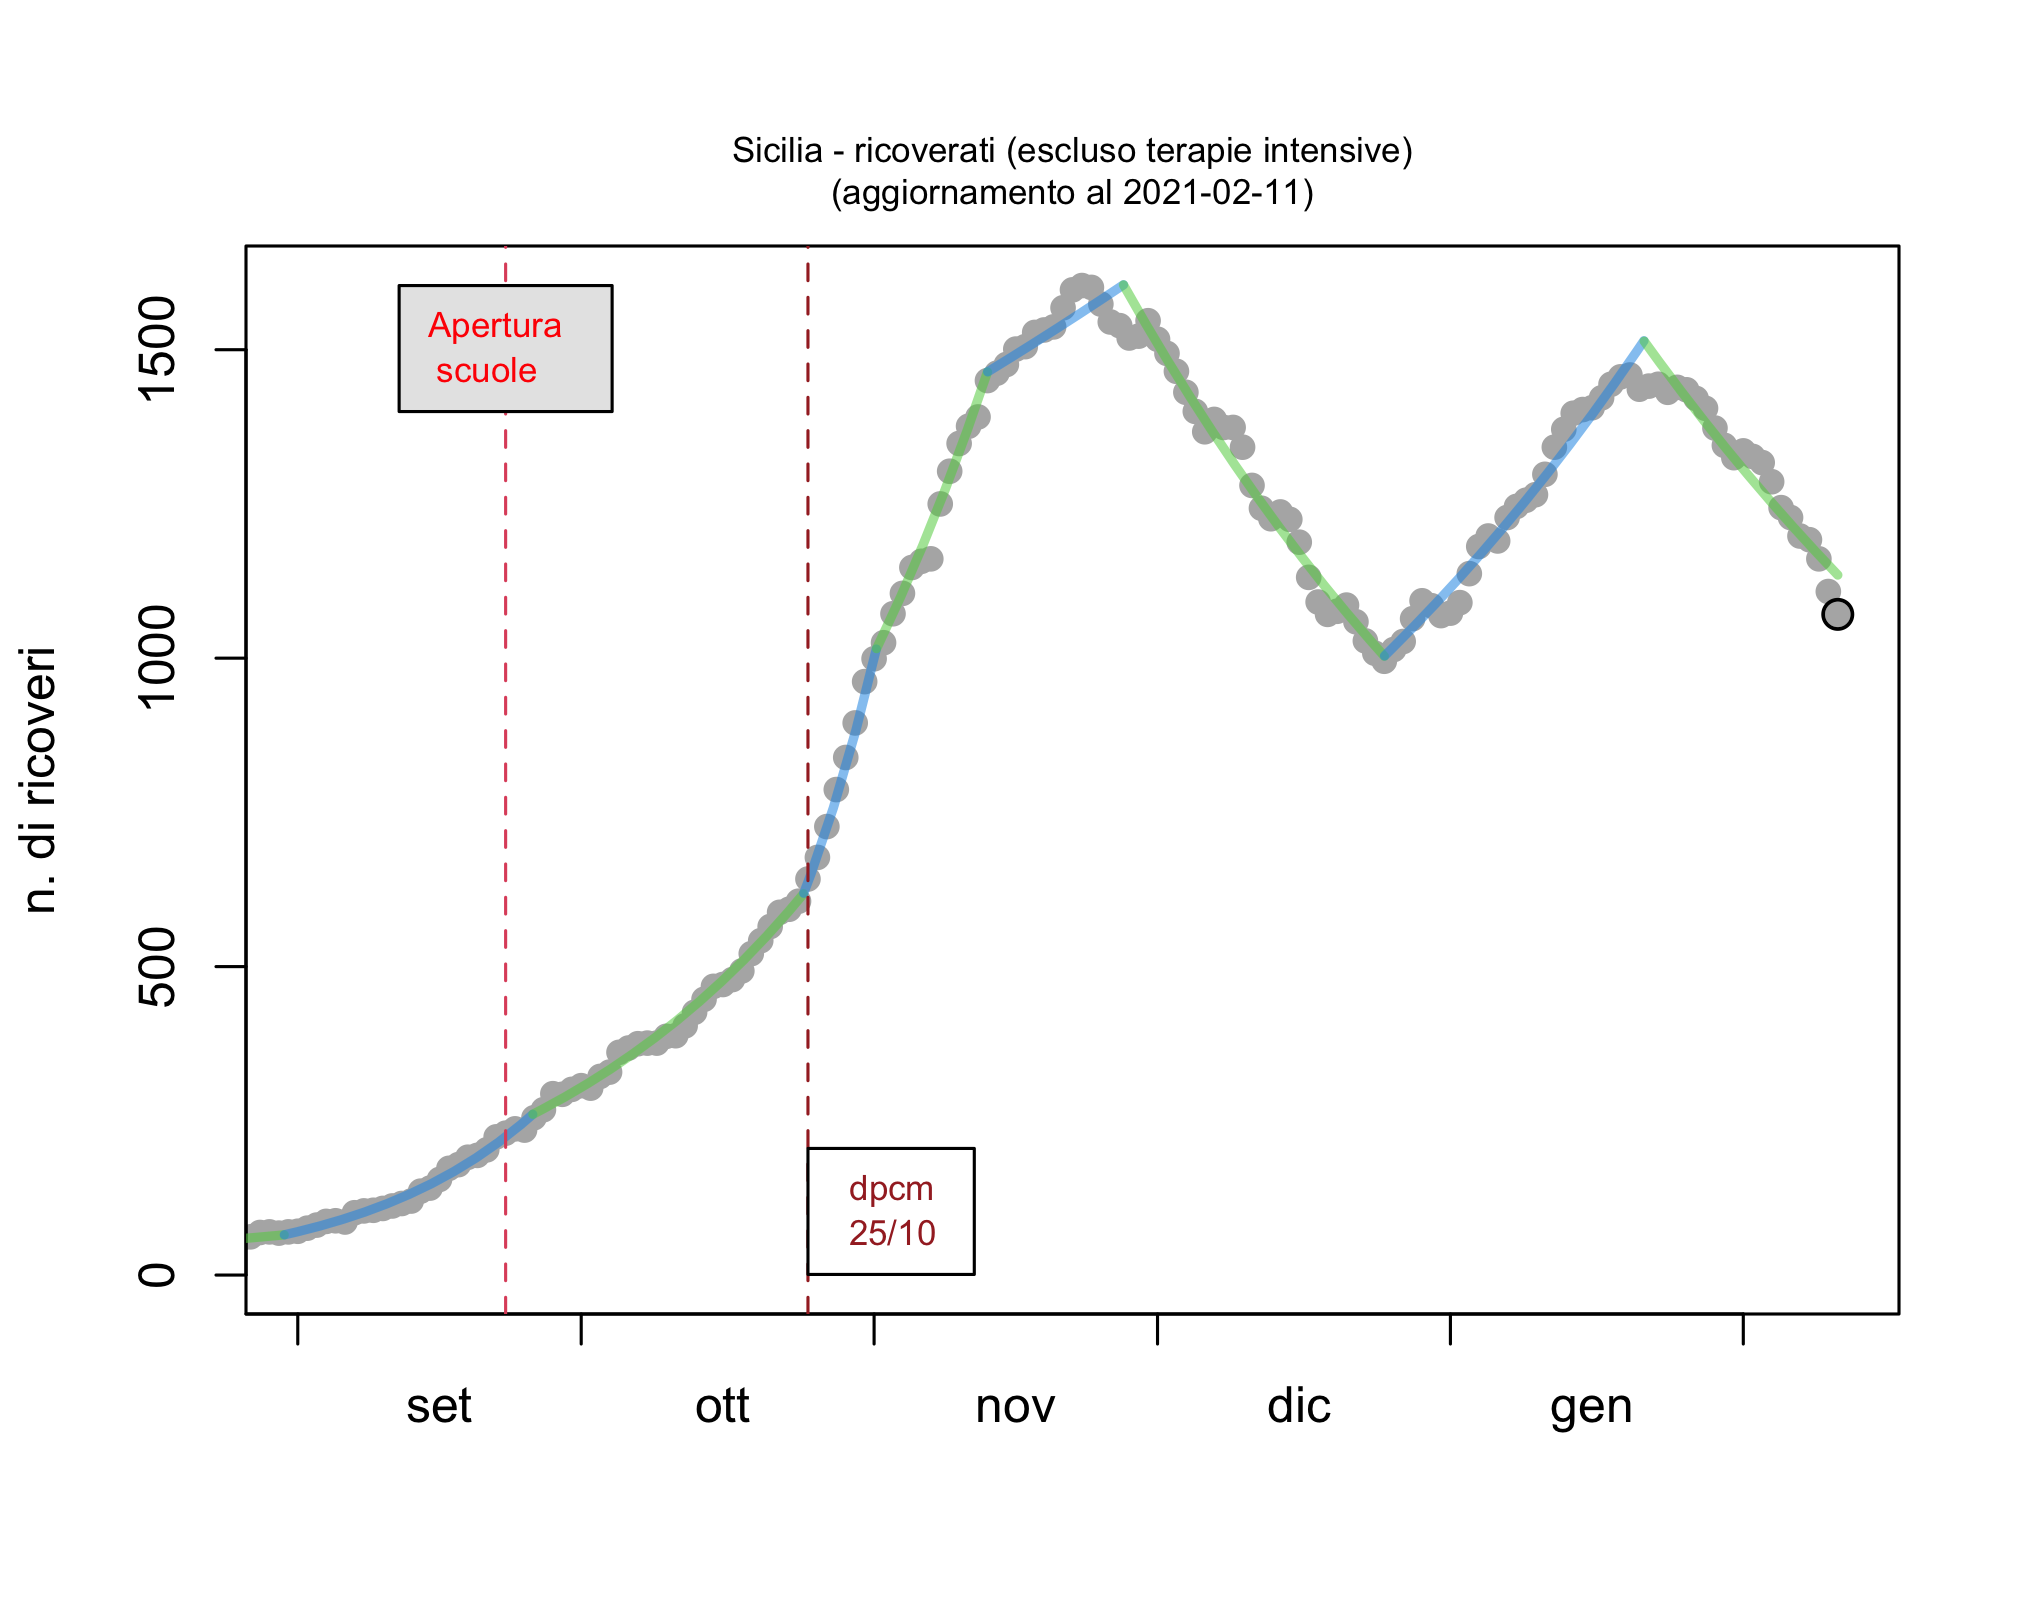 Sicilia - ricoverati (escluso terapie intensive)
(aggiornamento al 2021-02-11)
Apertura
scuole
n. di ricoveri
1500
1000
500
0
dpcm
25/10
set
ott
nov
dic
gen